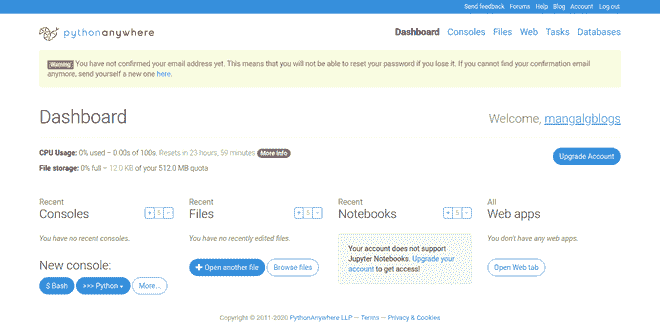 Send feedback Forums Help Blog Account Log out
pythonanywhere
Dashboard Consoles Files Web Tasks Databases
Warning You have not confirmed your email address yet. This means that you will not be able to reset your password if you lose it. If you cannot find your confirmation email
anymore, send yourself a new one here.
Dashboard
Welcome, mangalgblogs
CPU Usage: 0% used – 0.00s of 100s. Resets in 23 hours, 59 minutes More Info
File storage: 0% full – 12.0 KB of your 512.0 MB quota
Upgrade Account
Recent
Consoles
+ 5 -
Recent
Files
+ 5 -
Recent
Notebooks
+ 5 -
All
Web apps
You have no recent consoles.
You have no recently edited files.
Your account does not support
Jupyter Notebooks. Upgrade your
account to get access!
You don't have any web apps.
New console:
$ Bash
>>> Python
More...
+ Open another file
Browse files
Open Web tab
Copyright © 2011-2020 PythonAnywhere LLP — Terms — Privacy & Cookies